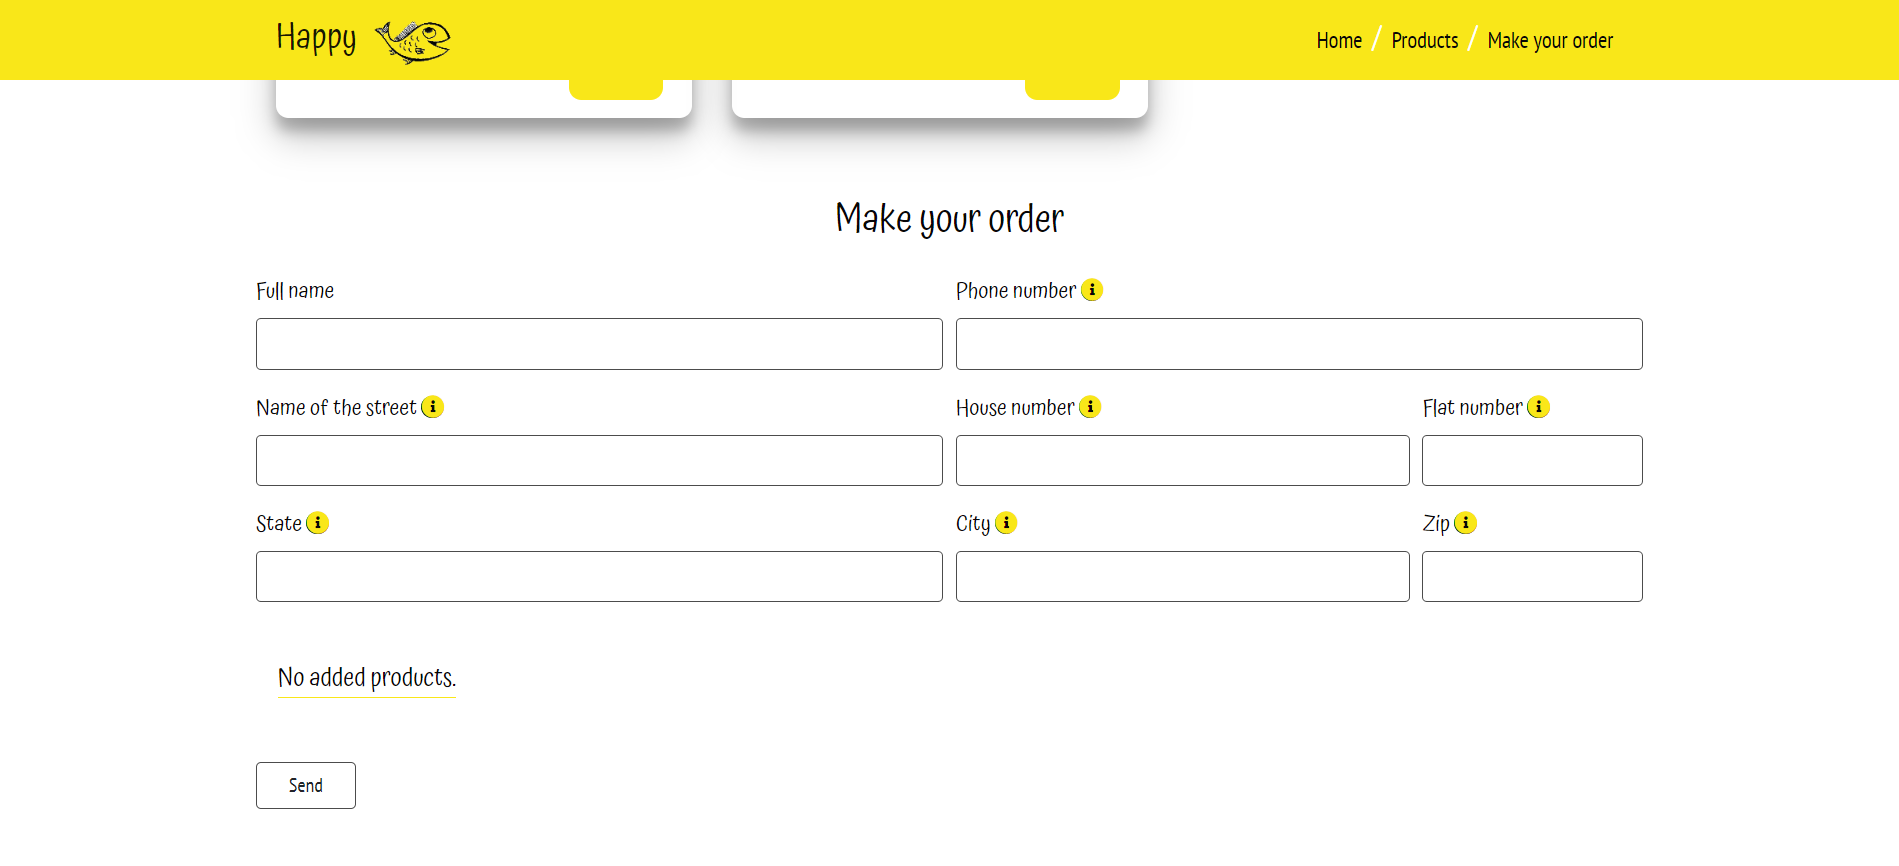 Happy
Home / Products / Make your order
Make your order
Full name
Phone number
Name of the street
House number
Flat number
State
City
Zip
No added products.
Send